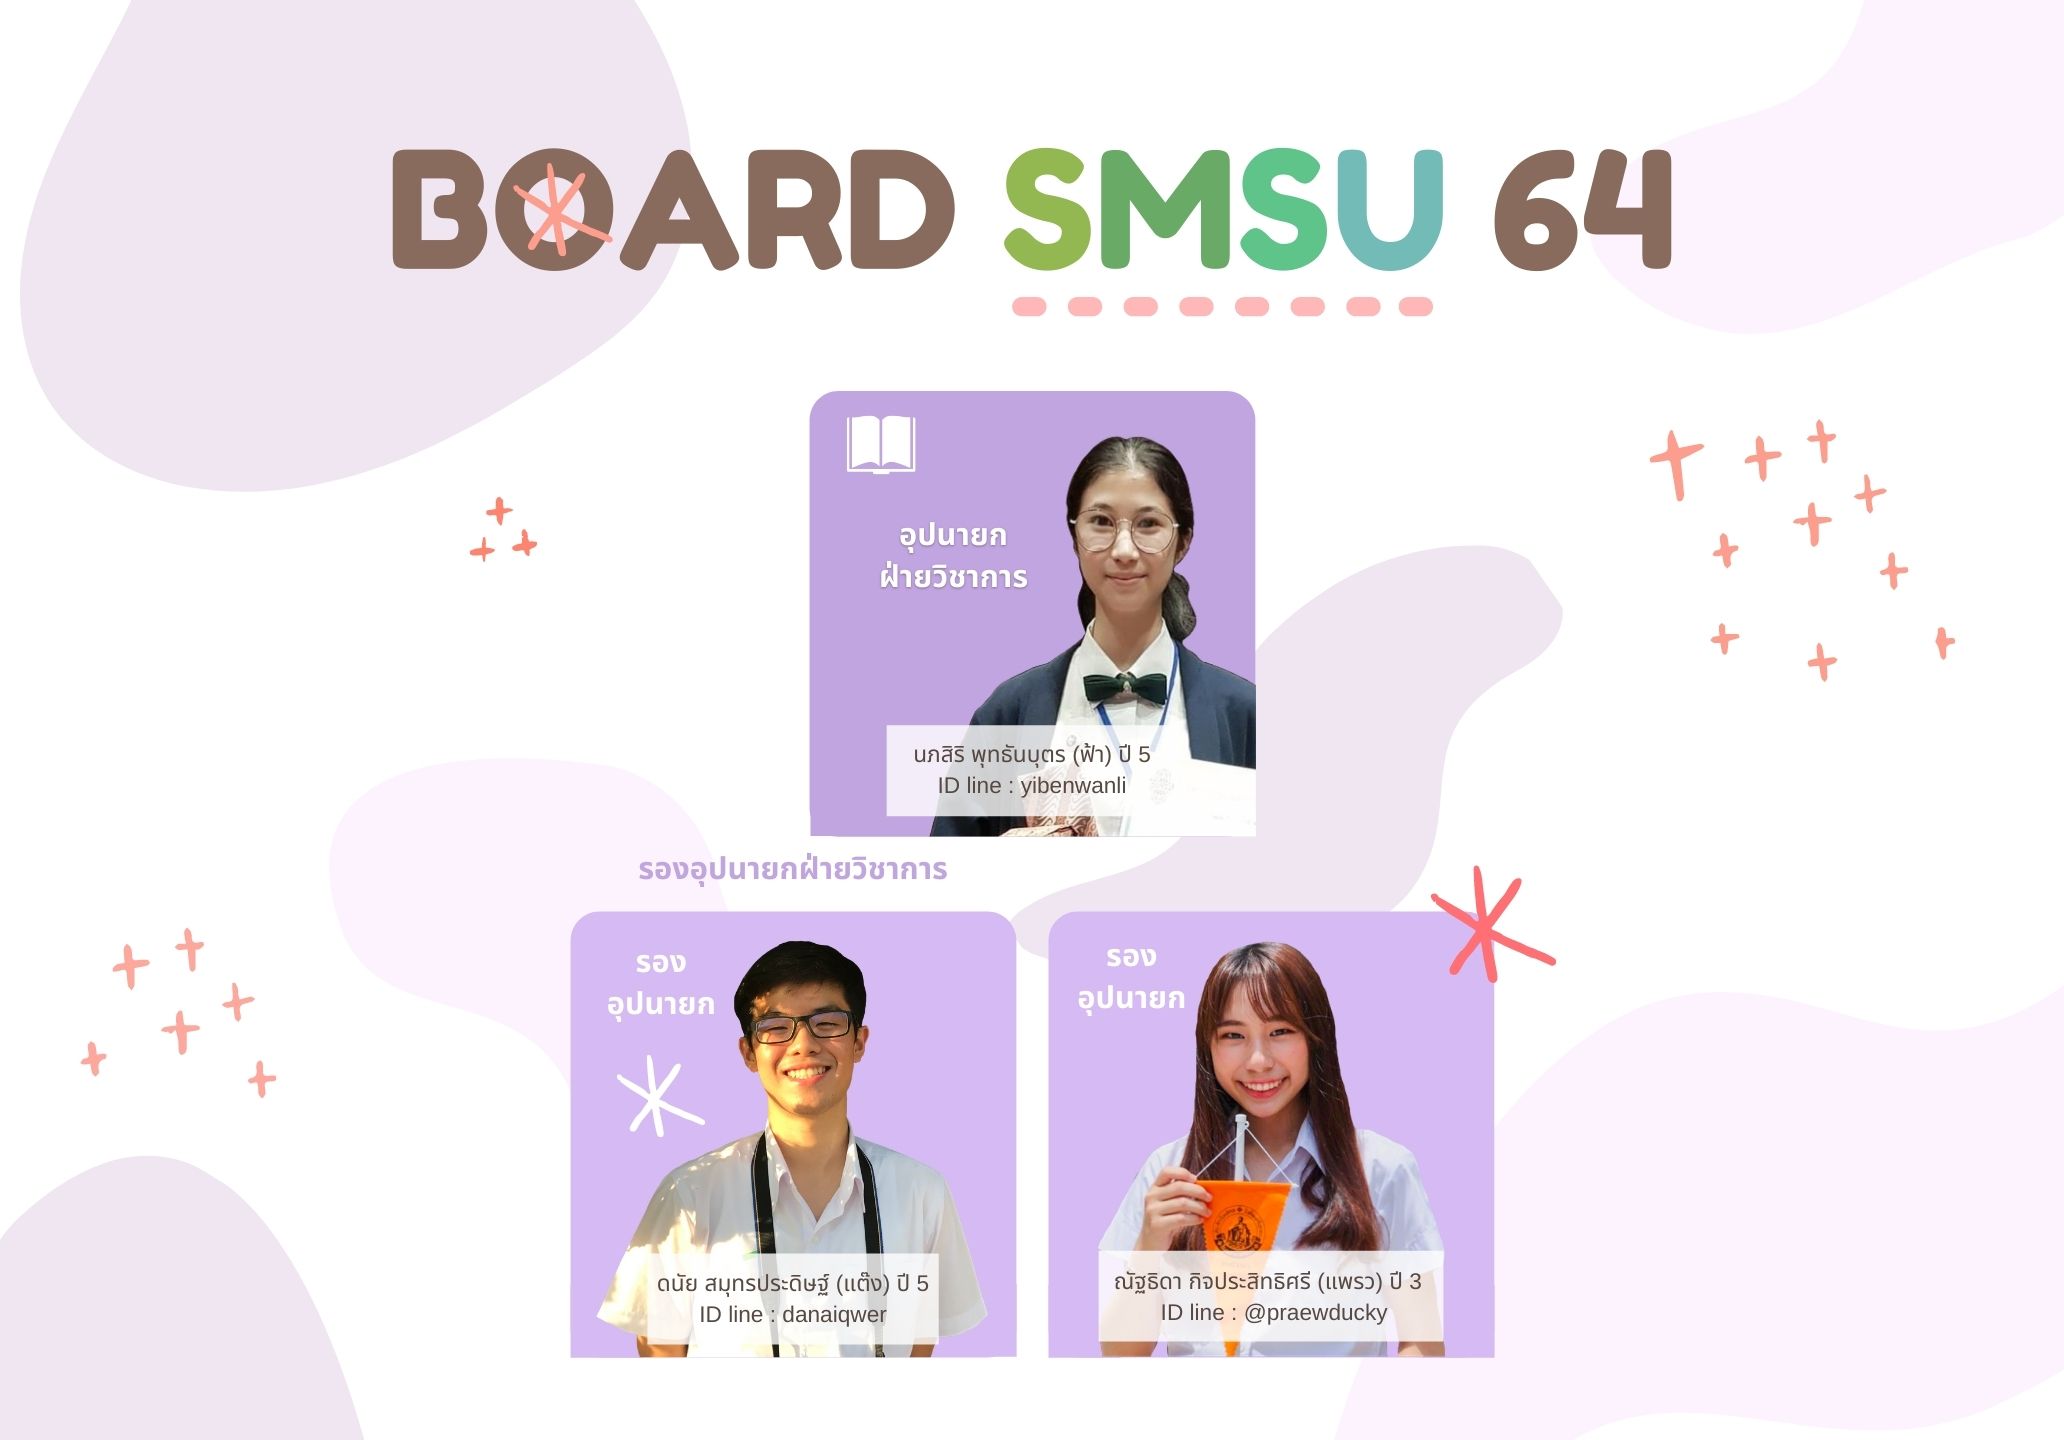 BOARD SMSU 64
อุปนายก
ฝ่ายวิชาการ
นภสิริ พุทธันบุตร (ฟ้า) ปี 5
ID line : yibenwanli
รองอุปนายกฝ่ายวิชาการ
รอง
อุปนายก
ดนัย สมุทรประดิษฐ์ (แต๊ง) ปี 5
ID line : danaiqwer
รอง
อุปนายก
ณัฐธิดา กิจประสิทธิศรี (แพรว) ปี 3
ID line : @praewducky